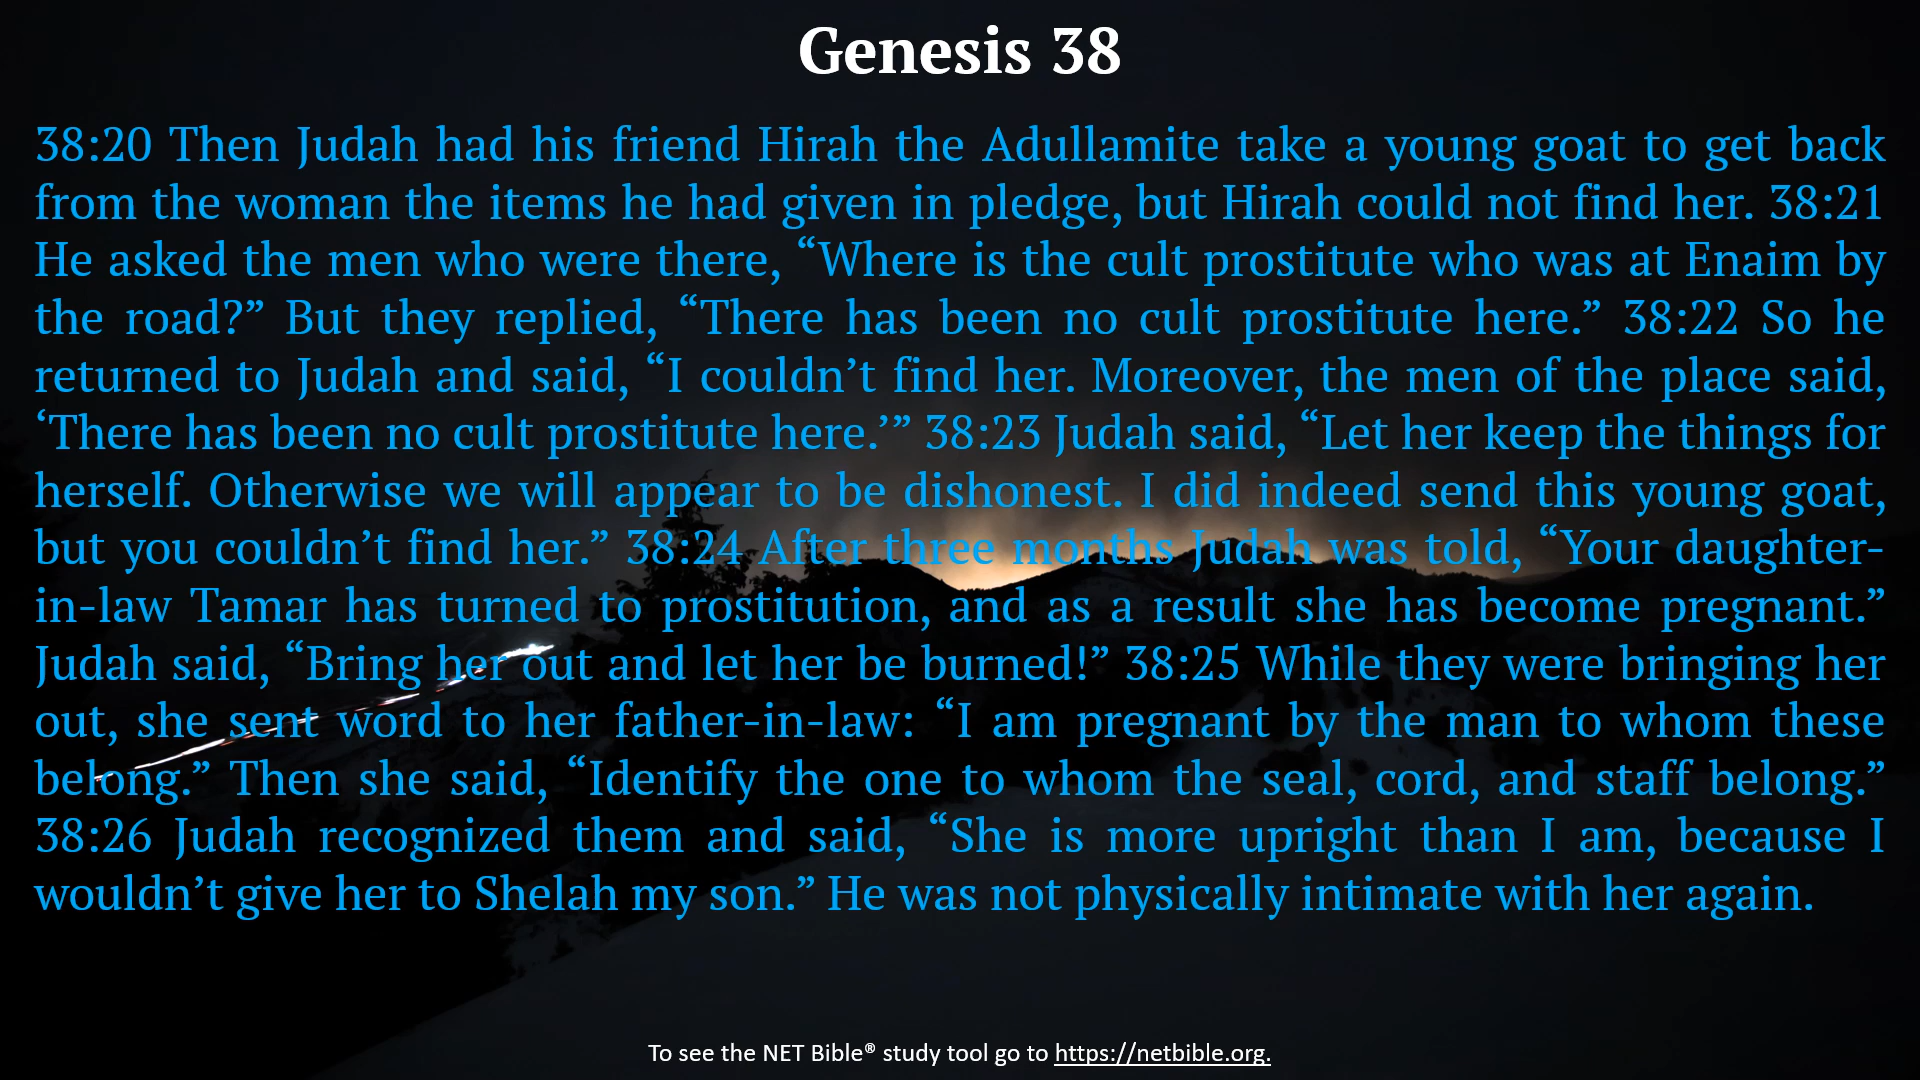 Genesis 38
38:20 Then Judah had his friend Hirah the Adullamite take a young goat to get back
from the woman the items he had given in pledge, but Hirah could not find her. 38:21
He asked the men who were there, “Where is the cult prostitute who was at Enaim by
the road?” But they replied, “There has been no cult prostitute here.” 38:22 So he
returned to Judah and said, “I couldn’t find her. Moreover, the men of the place said,
‘There has been no cult prostitute here.’” 38:23 Judah said, “Let her keep the things for
herself. Otherwise we will appear to be dishonest. I did indeed send this young goat,
but you couldn’t find her.” 38:24 After three months Judah was told, “Your daughter-
in-law Tamar has turned to prostitution, and as a result she has become pregnant.”
Judah said, “Bring her out and let her be burned!” 38:25 While they were bringing her
out, she sent word to her father-in-law: “I am pregnant by the man to whom these
belong.” Then she said, “Identify the one to whom the seal, cord, and staff belong.”
38:26 Judah recognized them and said, “She is more upright than I am, because I
wouldn’t give her to Shelah my son.” He was not physically intimate with her again.
To see the NET Bible® study tool go to https://netbible.org.